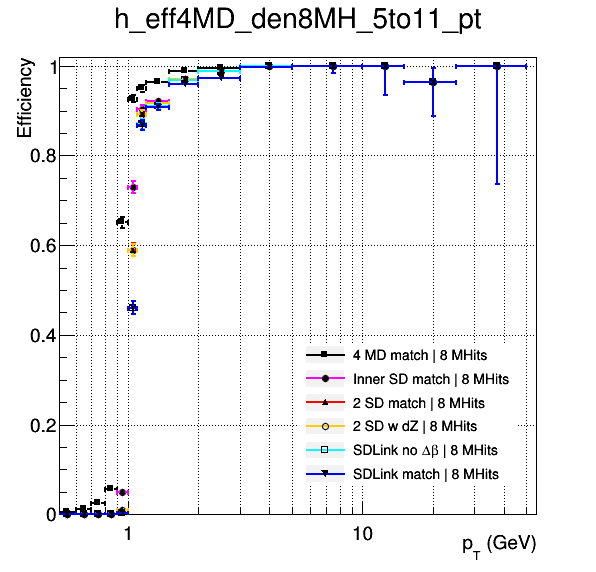 h_eff4MD_den8MH_5to11_pt
Efficiency
1
0.8
0.6
0.4
0.2
0
4 MD match | 8 MHits
Inner SD match | 8 MHits
2 SD match | 8 MHits
2 SD w dZ | 8 MHits
SDLink no Δβ | 8 MHits
SDLink match | 8 MHits
1 10
p_T (GeV)